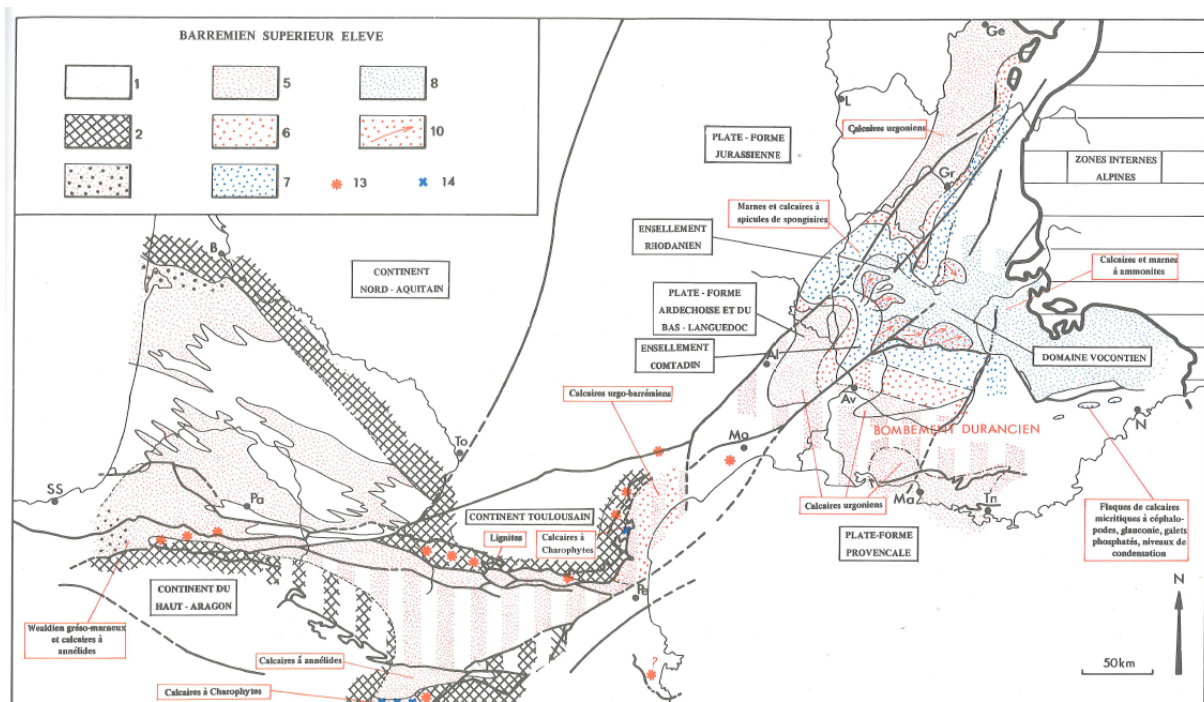 BARREMIEN SUPERIEUR ELEVE
1
5
8
2
6
10
7
13
14
Ge
L
Calcaires urgoniens
PLATE - FORME
JURASSIENNE
ZONES INTERNES
ALPINES
Gr
Marnes et calcaires à
spicules de spongiaires
ENSELLEMENT
RHODANIEN
Calcaires et marnes
à ammonites
B
CONTINENT
NORD - AQUITAIN
PLATE - FORME
ARDECHOISE ET DU
BAS - LANGUEDOC
ENSELLEMENT
COMTADIN
DOMAINE VOCONTIEN
Al
Av
Calcaires urgo-barrémiens
BOMBEMENT DURANCIEN
N
To
Mo
SS
Pa
Ma
Tn
CONTINENT TOULOUSAIN
Lignites
Calcaires à
Charophytes
Calcaires urgoniens
PLATE-FORME
PROVENCALE
Flaques de calcaires
micritiques à céphalo-
podes, glauconie, galets
phosphatés, niveaux de
condensation
CONTINENT DU
HAUT - ARAGON
Pe
N
Wealdien gréso-marneux
et calcaires à
annélides
Calcaires à annélides
?
50km
Calcaires à Charophytes